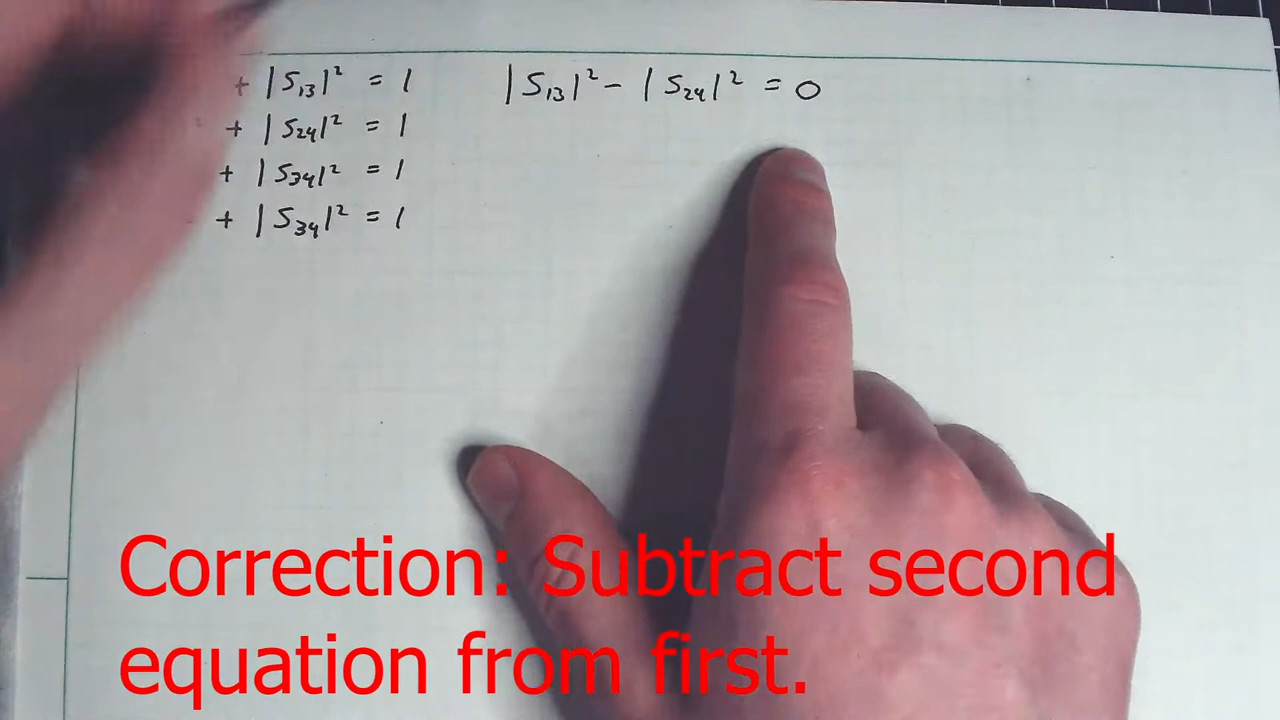 + |S₁₃|² = 1
|S₁₃|² - |S₂₄|² = 0
+ |S₂₄|² = 1
+ |S₃₄|² = 1
+ |S₃₄|² = 1
Correction: Subtract second
equation from first.